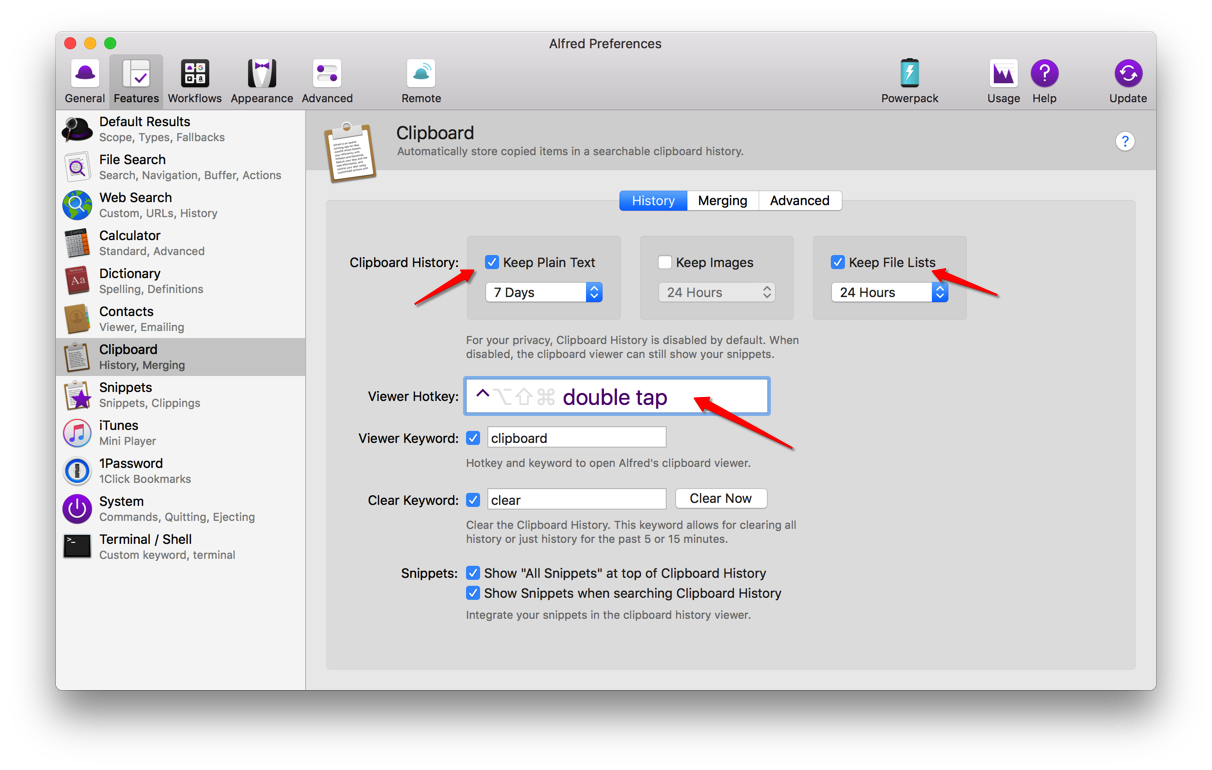 Alfred Preferences
General Features Workflows Appearance Advanced Remote Powerpack Usage Help Update
Default Results
Scope, Types, Fallbacks
File Search
Search, Navigation, Buffer, Actions
Web Search
Custom, URLs, History
Calculator
Standard, Advanced
Dictionary
Spelling, Definitions
Contacts
Viewer, Emailing
Clipboard
History, Merging
Snippets
Snippets, Clippings
iTunes
Mini Player
1Password
1Click Bookmarks
System
Commands, Quitting, Ejecting
Terminal / Shell
Custom keyword, terminal
Clipboard
Automatically store copied items in a searchable clipboard history.
?
History Merging Advanced
Clipboard History: Keep Plain Text Keep Images Keep File Lists
7 Days 24 Hours 24 Hours
For your privacy, Clipboard History is disabled by default. When
disabled, the clipboard viewer can still show your snippets.
Viewer Hotkey: ^⌥⇧⌘ double tap
Viewer Keyword: clipboard
Hotkey and keyword to open Alfred's clipboard viewer.
Clear Keyword: clear Clear Now
Clear the Clipboard History. This keyword allows for clearing all
history or just history for the past 5 or 15 minutes.
Snippets: Show "All Snippets" at top of Clipboard History
Show Snippets when searching Clipboard History
Integrate your snippets in the clipboard history viewer.